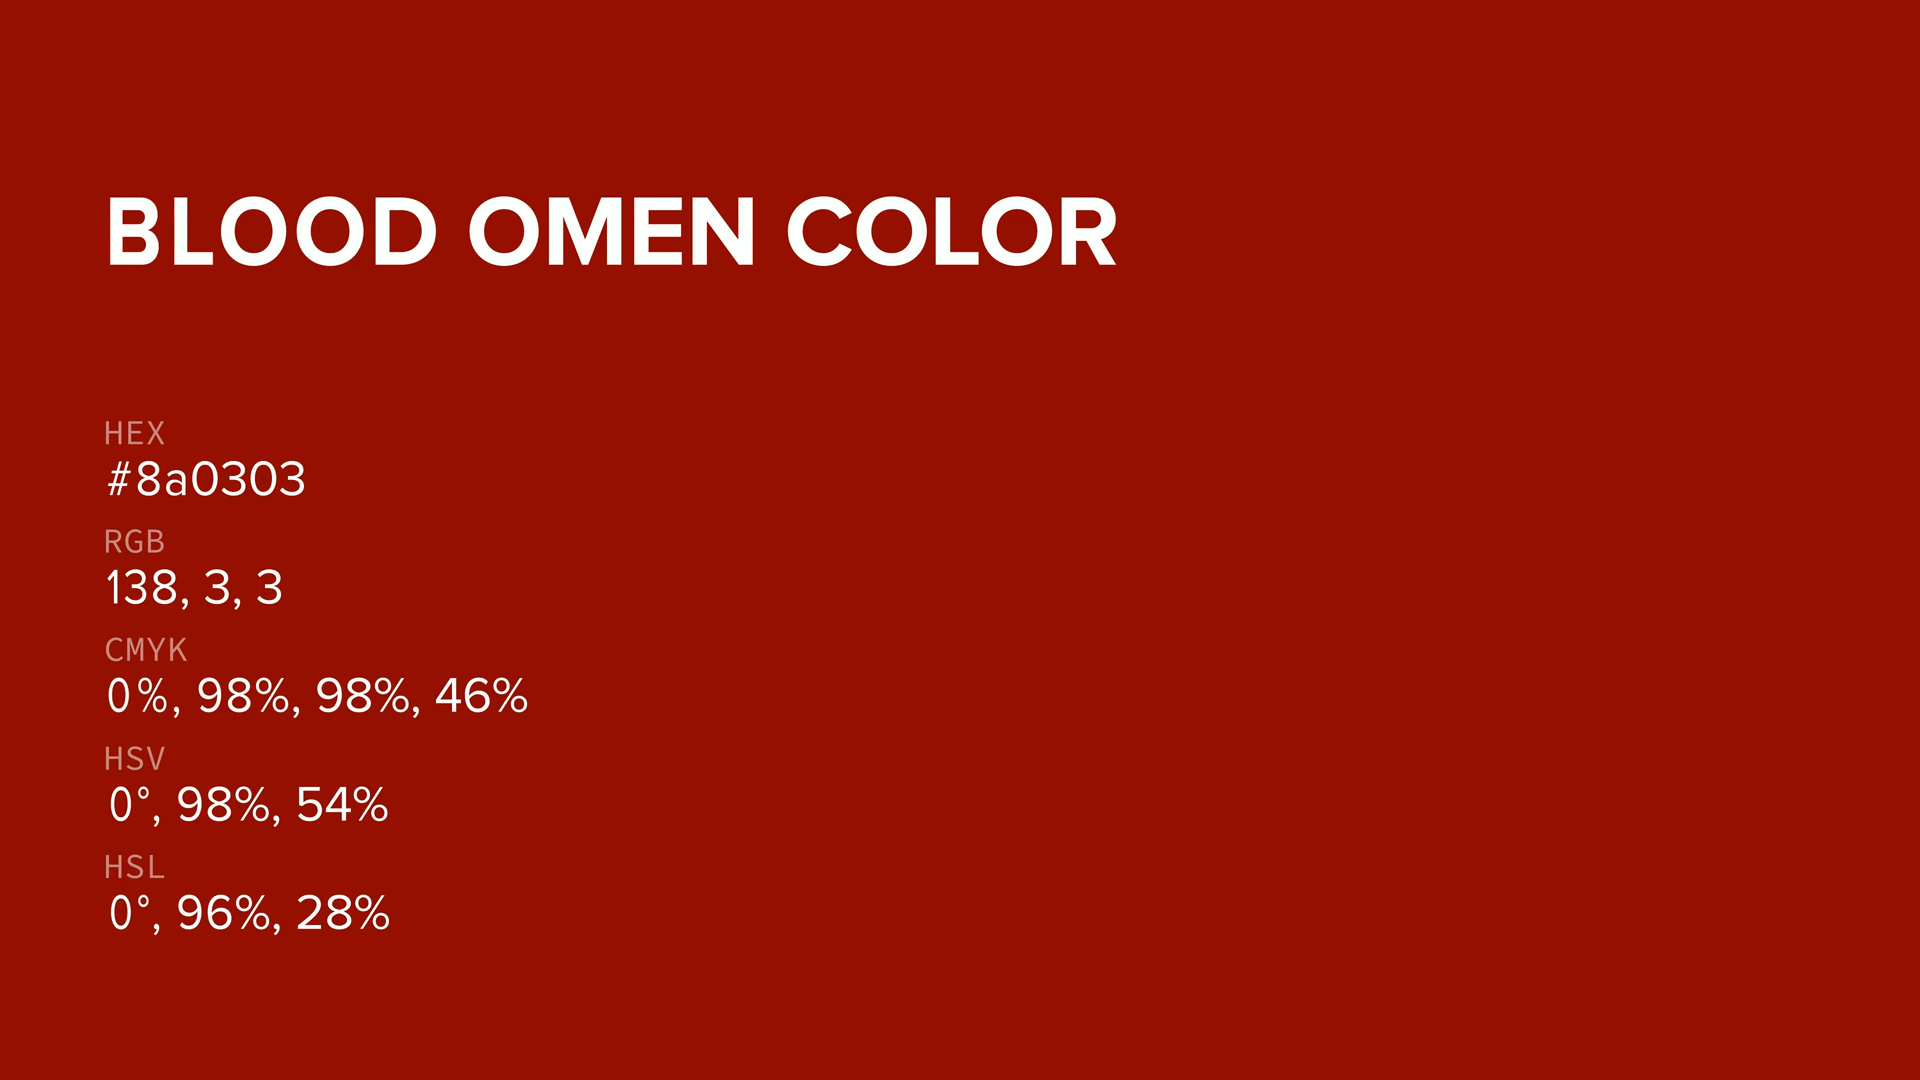 BLOOD OMEN COLOR
HEX
#8a0303
RGB
138, 3, 3
CMYK
0%, 98%, 98%, 46%
HSV
0°, 98%, 54%
HSL
0°, 96%, 28%